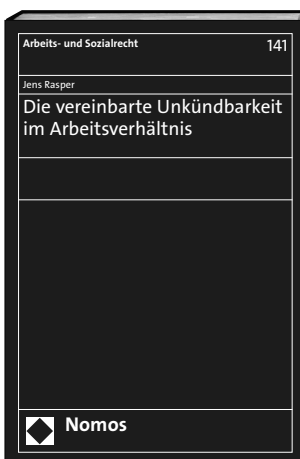 Arbeits- und Sozialrecht 141
Jens Rasper
Die vereinbarte Unkündbarkeit
im Arbeitsverhältnis
Nomos